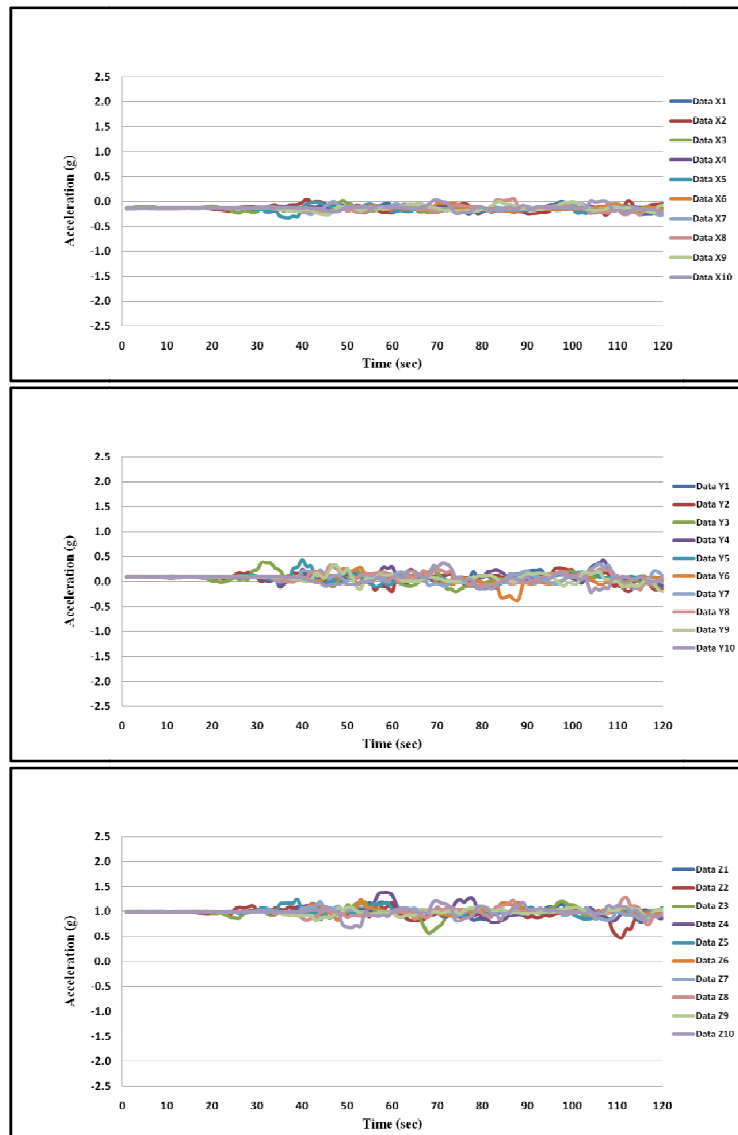 2.5
2.0
1.5
1.0
0.5
0.0
-0.5
-1.0
-1.5
-2.0
-2.5
Acceleration (g)
0 10 20 30 40 50 60 70 80 90 100 110 120
Time (sec)
Data X1
Data X2
Data X3
Data X4
Data X5
Data X6
Data X7
Data X8
Data X9
Data X10
2.5
2.0
1.5
1.0
0.5
0.0
-0.5
-1.0
-1.5
-2.0
-2.5
Acceleration (g)
0 10 20 30 40 50 60 70 80 90 100 110 120
Time (sec)
Data Y1
Data Y2
Data Y3
Data Y4
Data Y5
Data Y6
Data Y7
Data Y8
Data Y9
Data Y10
2.5
2.0
1.5
1.0
0.5
0.0
-0.5
-1.0
-1.5
-2.0
-2.5
Acceleration (g)
0 10 20 30 40 50 60 70 80 90 100 110 120
Time (sec)
Data Z1
Data Z2
Data Z3
Data Z4
Data Z5
Data Z6
Data Z7
Data Z8
Data Z9
Data Z10